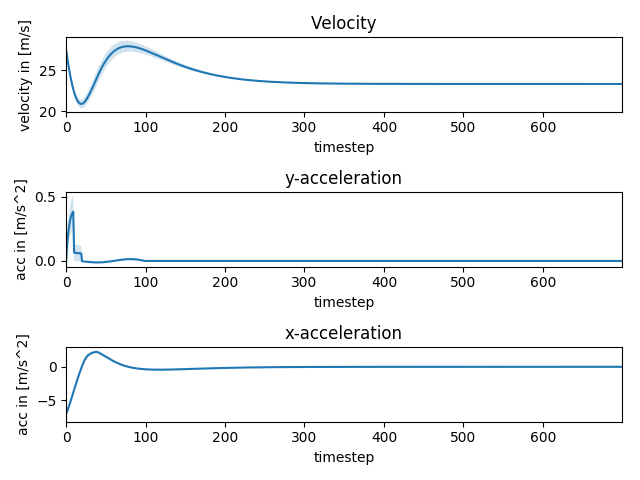 Velocity
velocity in [m/s]
25
20
0 100 200 300 400 500 600
timestep
y-acceleration
acc in [m/s^2]
0.5
0.0
0 100 200 300 400 500 600
timestep
x-acceleration
acc in [m/s^2]
0
−5
0 100 200 300 400 500 600
timestep